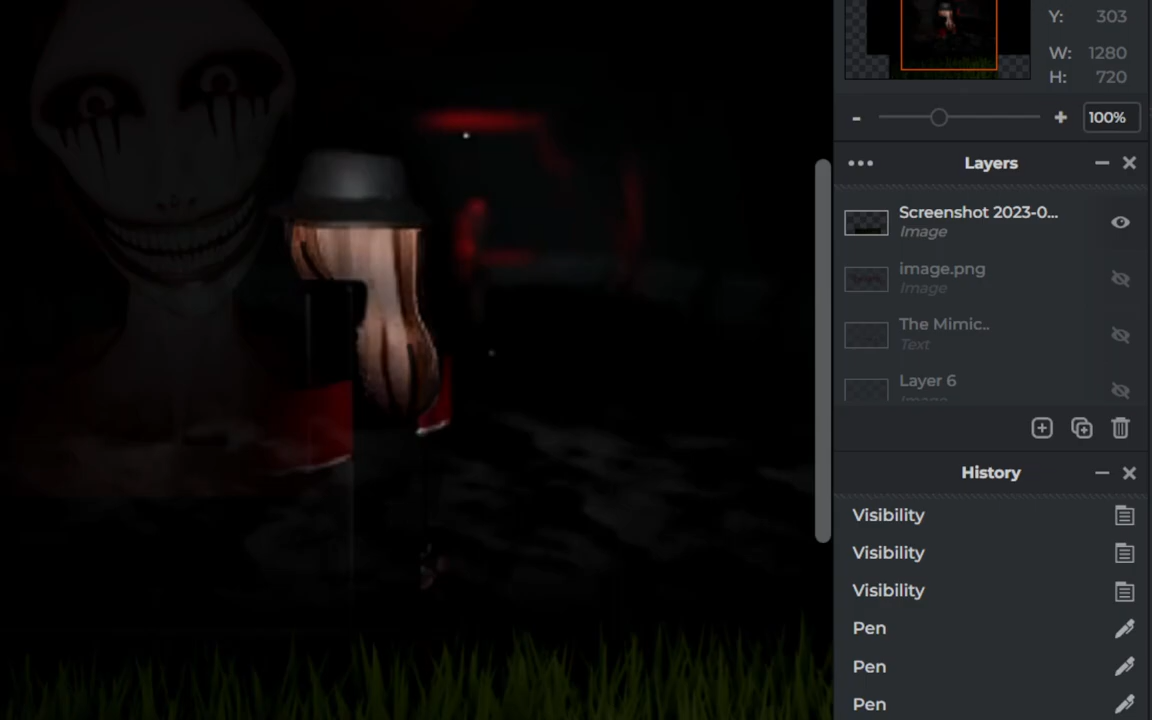 Y: 303
W: 1280
H: 720
- + 100%
Layers
Screenshot 2023-0...
Image
image.png
Image
The Mimic..
Text
Layer 6
Image
History
Visibility
Visibility
Visibility
Pen
Pen
Pen